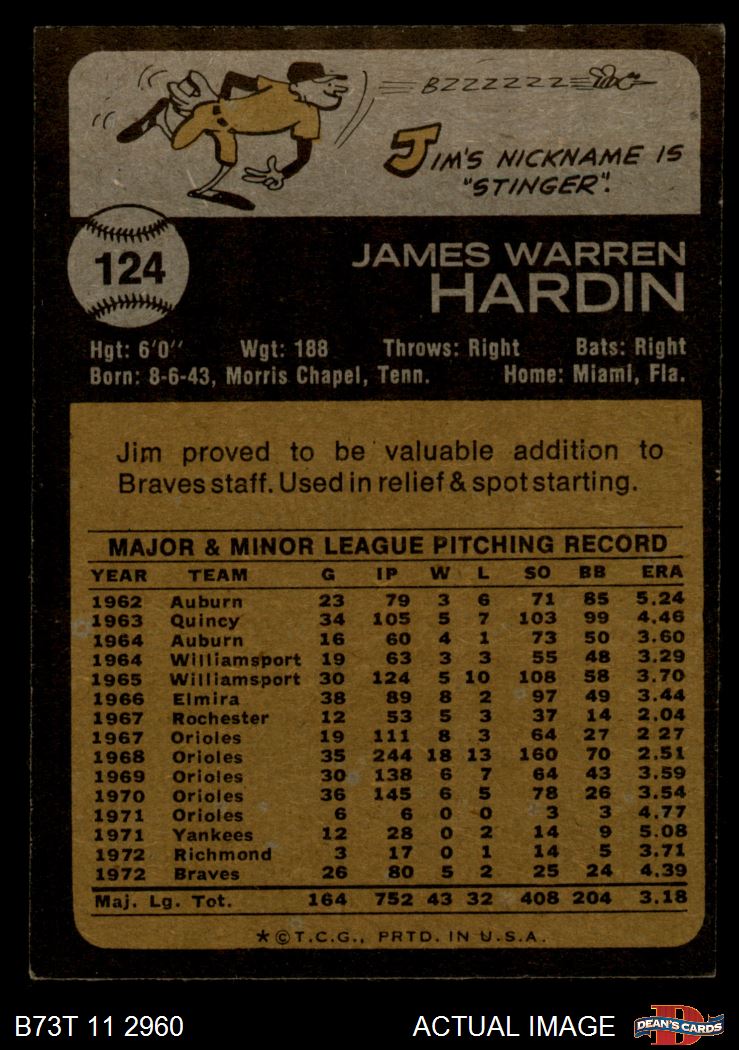 BZZZZZZZ
JIM'S NICKNAME IS
"STINGER".
124
JAMES WARREN
HARDIN
Hgt: 6'0" Wgt: 188 Throws: Right Bats: Right
Born: 8-6-43, Morris Chapel, Tenn. Home: Miami, Fla.
Jim proved to be valuable addition to
Braves staff. Used in relief & spot starting.
MAJOR & MINOR LEAGUE PITCHING RECORD
YEAR TEAM G IP W L SO BB ERA
1962 Auburn 23 79 3 6 71 85 5.24
1963 Quincy 34 105 5 7 103 99 4.46
1964 Auburn 16 60 4 1 73 50 3.60
1964 Williamsport 19 63 3 3 55 48 3.29
1965 Williamsport 30 124 5 10 108 58 3.70
1966 Elmira 38 89 8 2 97 49 3.44
1967 Rochester 12 53 5 3 37 14 2.04
1967 Orioles 19 111 8 3 64 27 2 27
1968 Orioles 35 244 18 13 160 70 2.51
1969 Orioles 30 138 6 7 64 43 3.59
1970 Orioles 36 145 6 5 78 26 3.54
1971 Orioles 6 6 0 0 3 3 4.77
1971 Yankees 12 28 0 2 14 9 5.08
1972 Richmond 3 17 0 1 14 5 3.71
1972 Braves 26 80 5 2 25 24 4.39
Maj. Lg. Tot. 164 752 43 32 408 204 3.18
*©T.C.G., PRTD. IN U.S.A.
B73T 11 2960 ACTUAL IMAGE D DEAN'S CARDS